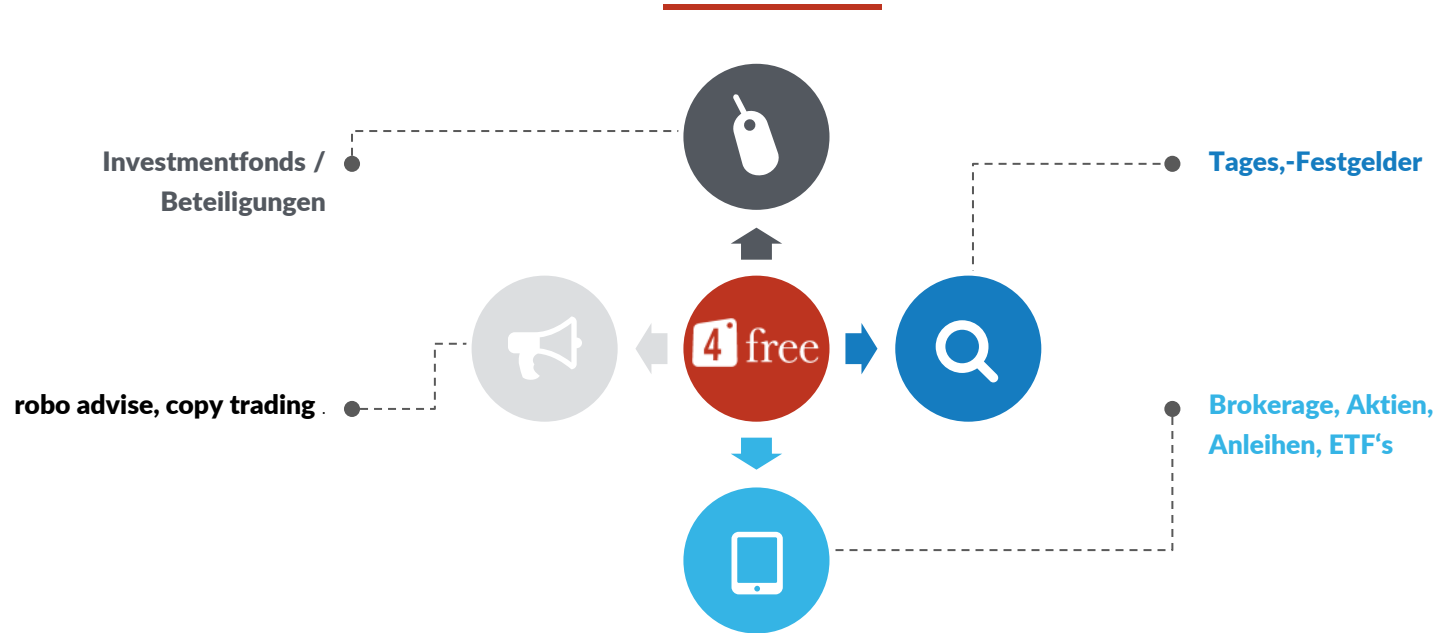 Investmentfonds /
Beteiligungen
Tages,-Festgelder
4 free
robo advise, copy trading .
Brokerage, Aktien,
Anleihen, ETF‘s